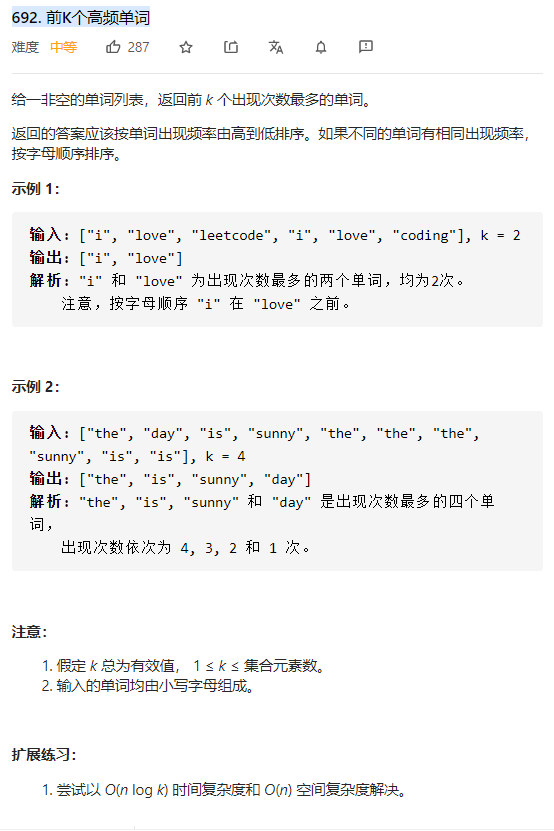 692. 前K个高频单词
难度 中等 287
给一非空的单词列表，返回前 k 个出现次数最多的单词。
返回的答案应该按单词出现频率由高到低排序。如果不同的单词有相同出现频率，
按字母顺序排序。
示例 1：
输入：["i", "love", "leetcode", "i", "love", "coding"], k = 2
输出：["i", "love"]
解析："i" 和 "love" 为出现次数最多的两个单词，均为2次。
注意，按字母顺序 "i" 在 "love" 之前。
示例 2：
输入：["the", "day", "is", "sunny", "the", "the", "the",
"sunny", "is", "is"], k = 4
输出：["the", "is", "sunny", "day"]
解析："the", "is", "sunny" 和 "day" 是出现次数最多的四个单
词，
出现次数依次为 4, 3, 2 和 1 次。
注意：
1. 假定 k 总为有效值， 1 ≤ k ≤ 集合元素数。
2. 输入的单词均由小写字母组成。
扩展练习：
1. 尝试以 O(n log k) 时间复杂度和 O(n) 空间复杂度解决。